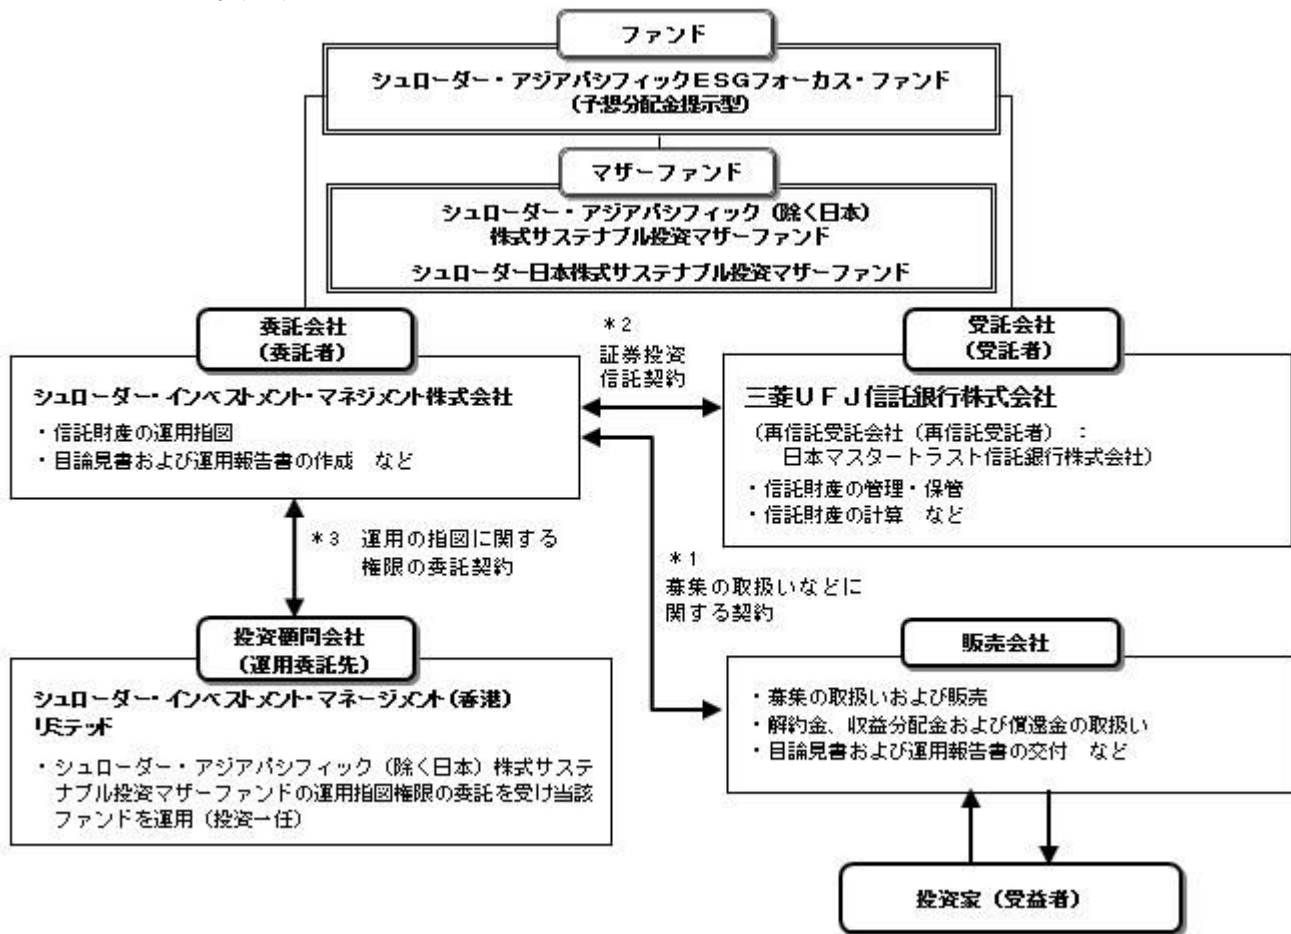 ファンド
シュローダー・アジアパシフィックＥＳＧフォーカス・ファンド
（予想分配金提示型）
マザーファンド
シュローダー・アジアパシフィック（除く日本）
株式サステナブル投資マザーファンド
シュローダー日本株式サステナブル投資マザーファンド
委託会社
（委託者）
シュローダー・インベストメント・マネジメント株式会社
・信託財産の運用指図
・目論見書および運用報告書の作成　など
＊2
証券投資
信託契約
受託会社
（受託者）
三菱ＵＦＪ信託銀行株式会社
（再信託受託会社（再信託受託者）：
日本マスタートラスト信託銀行株式会社）
・信託財産の管理・保管
・信託財産の計算　など
＊3　運用の指図に関する
権限の委託契約
＊1
募集の取扱いなどに
関する契約
投資顧問会社
（運用委託先）
シュローダー・インベストメント・マネージメント（香港）
リミテッド
・シュローダー・アジアパシフィック（除く日本）株式サステ
ナブル投資マザーファンドの運用指図権限の委託を受け当該
ファンドを運用（投資一任）
販売会社
・募集の取扱いおよび販売
・解約金、収益分配金および償還金の取扱い
・目論見書および運用報告書の交付　など
投資家（受益者）